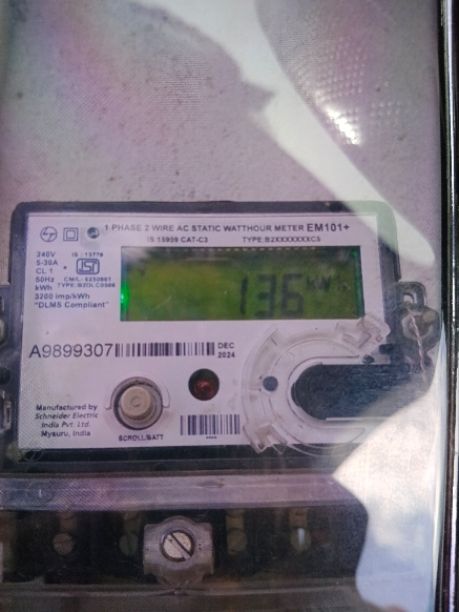 1 PHASE 2 WIRE AC STATIC WATTHOUR METER EM101+
IS 15959 CAT-C3 TYPE:B2XXXXXXXC5
240V IS : 13779
5-30A
CL 1
50Hz
kWh
3200 imp/kWh
"DLMS Compliant"
136 kW
A9899307
DEC
2024
Manufactured by
Schneider Electric
India Pvt. Ltd.
Mysuru, India
SCROLL/BATT